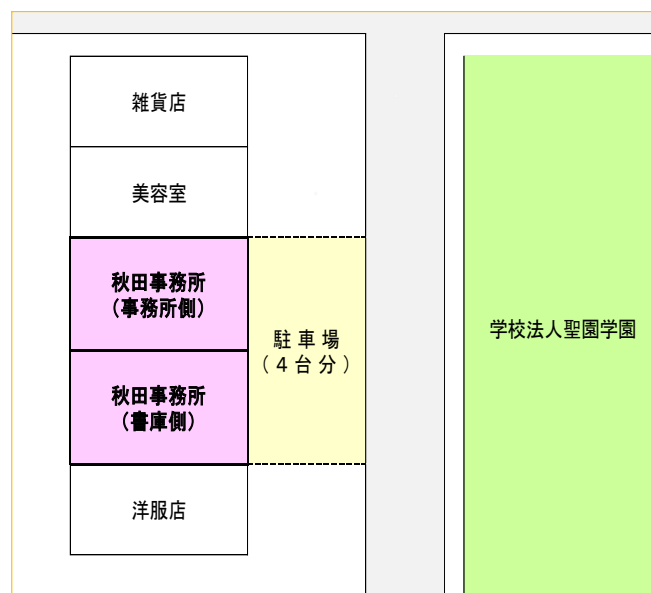 雑貨店
美容室
秋田事務所
（事務所側）
駐車場
（４台分）
学校法人聖園学園
秋田事務所
（書庫側）
洋服店